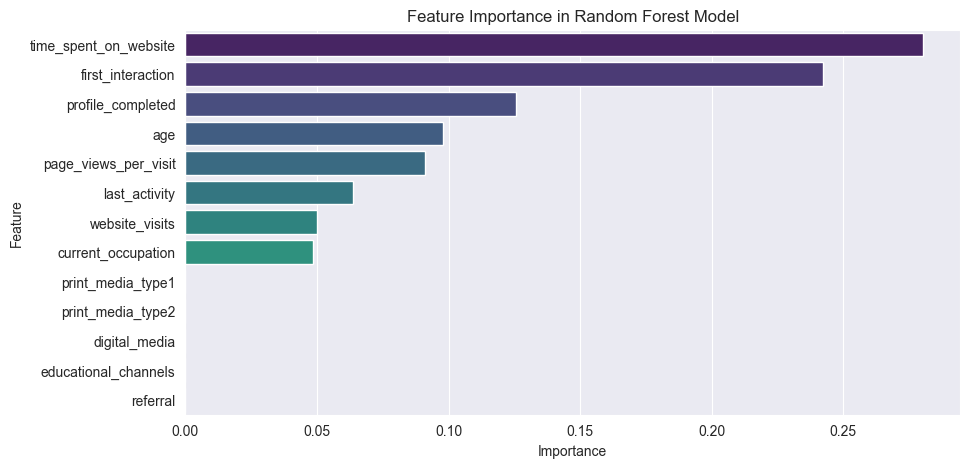 Feature Importance in Random Forest Model
time_spent_on_website
first_interaction
profile_completed
age
page_views_per_visit
last_activity
website_visits
current_occupation
print_media_type1
print_media_type2
digital_media
educational_channels
referral
Feature
0.00 0.05 0.10 0.15 0.20 0.25
Importance